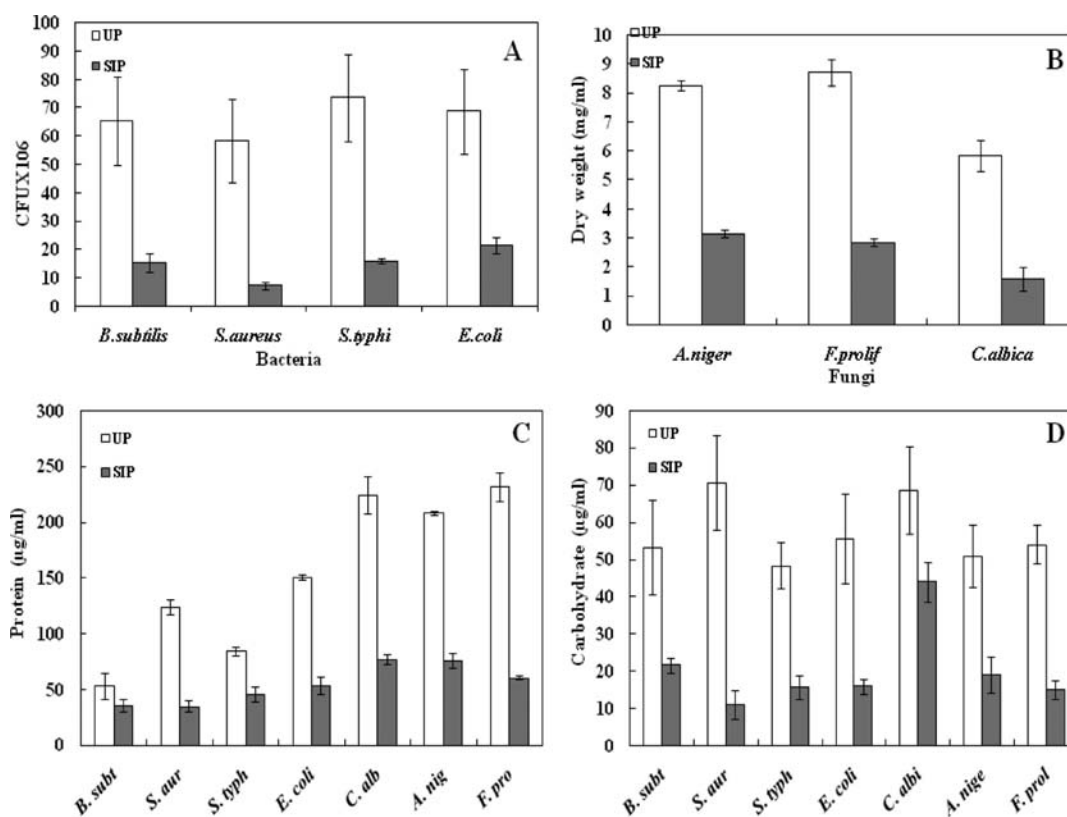 100
90
80
70
60
50
40
30
20
10
0
CFUX106
UP
SIP
A
B.subtilis S.aureus S.typhi E.coli
Bacteria
10
9
8
7
6
5
4
3
2
1
0
Dry weight (mg/ml)
UP
SIP
B
A.niger F.prolif C.albica
Fungi
300
250
200
150
100
50
0
Protein (µg/ml)
UP
SIP
C
B. subt S. aur S. typh E. coli C. alb A. nig F. pro
90
80
70
60
50
40
30
20
10
0
Carbohydrate (µg/ml)
UP
SIP
D
B. subt S. aur S. typh E. coli C. albi A. nige F. prol